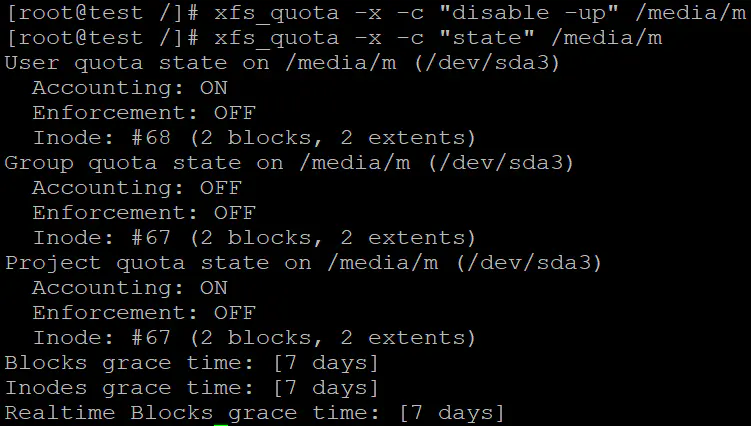 [root@test /]# xfs_quota -x -c "disable -up" /media/m
[root@test /]# xfs_quota -x -c "state" /media/m
User quota state on /media/m (/dev/sda3)
  Accounting: ON
  Enforcement: OFF
  Inode: #68 (2 blocks, 2 extents)
Group quota state on /media/m (/dev/sda3)
  Accounting: OFF
  Enforcement: OFF
  Inode: #67 (2 blocks, 2 extents)
Project quota state on /media/m (/dev/sda3)
  Accounting: ON
  Enforcement: OFF
  Inode: #67 (2 blocks, 2 extents)
Blocks grace time: [7 days]
Inodes grace time: [7 days]
Realtime Blocks grace time: [7 days]